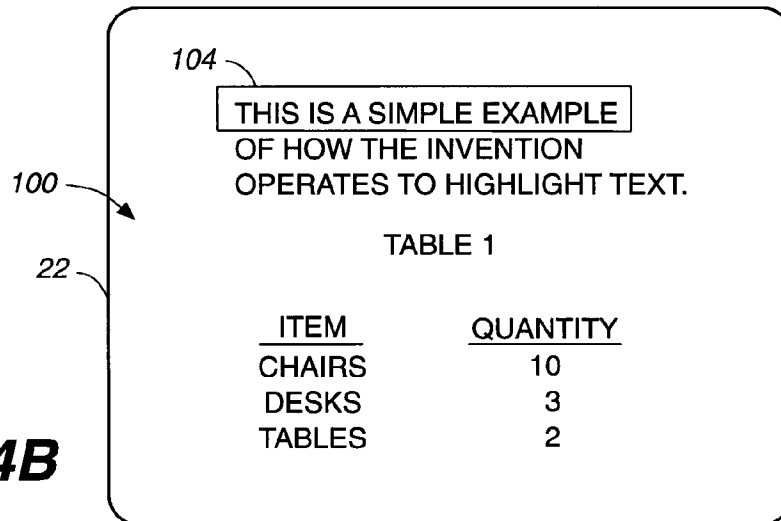 104
THIS IS A SIMPLE EXAMPLE
OF HOW THE INVENTION
OPERATES TO HIGHLIGHT TEXT.
100
TABLE 1
22
ITEM QUANTITY
CHAIRS 10
DESKS 3
TABLES 2
4B